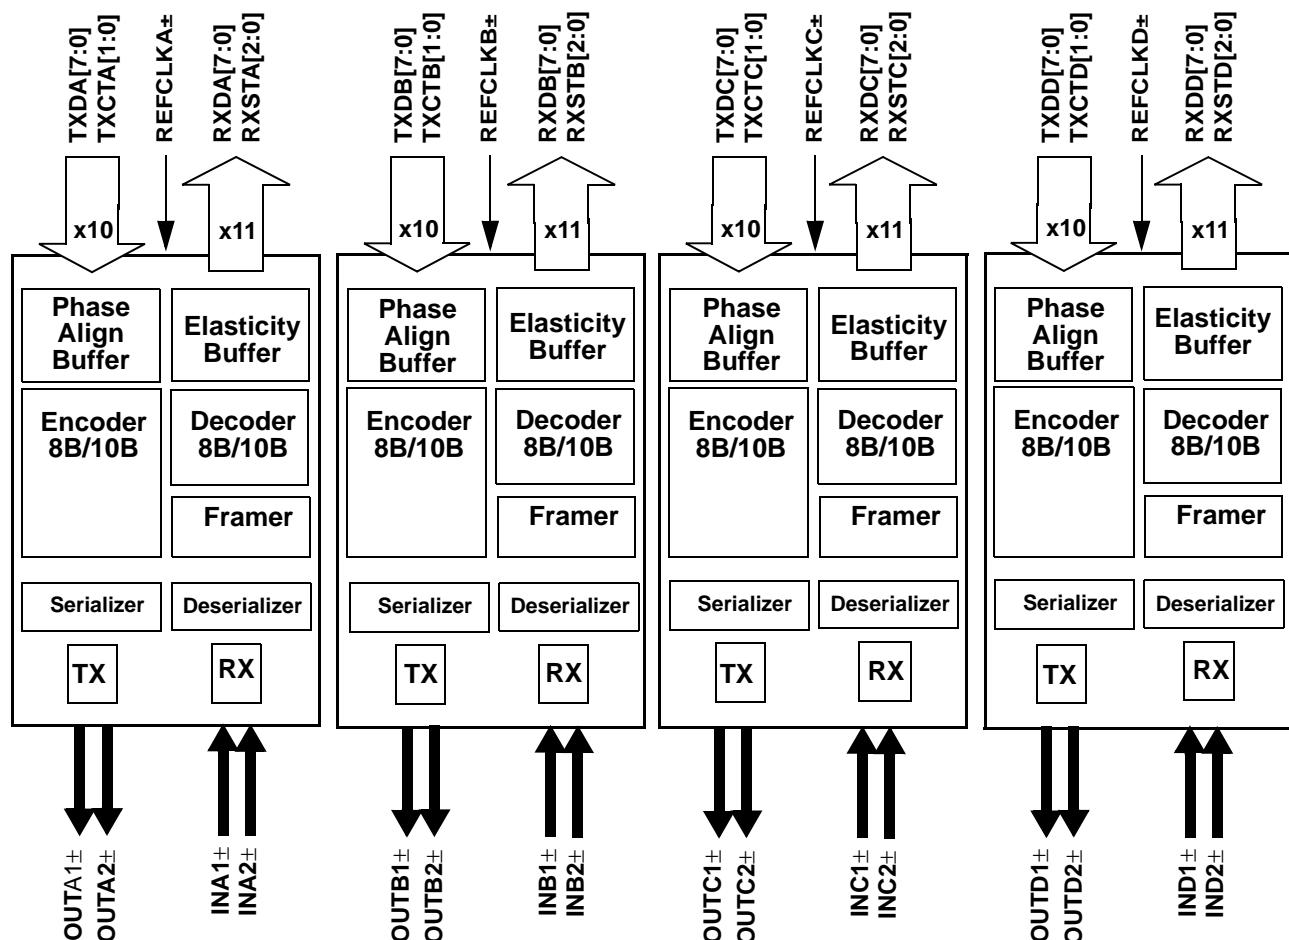 TXDA[7:0]
TXCTA[1:0]
REFCLKA±
RXDA[7:0]
RXSTA[2:0]
TXDB[7:0]
TXCTB[1:0]
REFCLKB±
RXDB[7:0]
RXSTB[2:0]
TXDC[7:0]
TXCTC[1:0]
REFCLKC±
RXDC[7:0]
RXSTC[2:0]
TXDD[7:0]
TXCTD[1:0]
REFCLKD±
RXDD[7:0]
RXSTD[2:0]
x10
x11
x10
x11
x10
x11
x10
x11
Phase
Align
Buffer
Elasticity
Buffer
Encoder
8B/10B
Decoder
8B/10B
Framer
Serializer
Deserializer
TX
RX
Phase
Align
Buffer
Elasticity
Buffer
Encoder
8B/10B
Decoder
8B/10B
Framer
Serializer
Deserializer
TX
RX
Phase
Align
Buffer
Elasticity
Buffer
Encoder
8B/10B
Decoder
8B/10B
Framer
Serializer
Deserializer
TX
RX
Phase
Align
Buffer
Elasticity
Buffer
Encoder
8B/10B
Decoder
8B/10B
Framer
Serializer
Deserializer
TX
RX
OUTA1±
OUTA2±
INA1±
INA2±
OUTB1±
OUTB2±
INB1±
INB2±
OUTC1±
OUTC2±
INC1±
INC2±
OUTD1±
OUTD2±
IND1±
IND2±